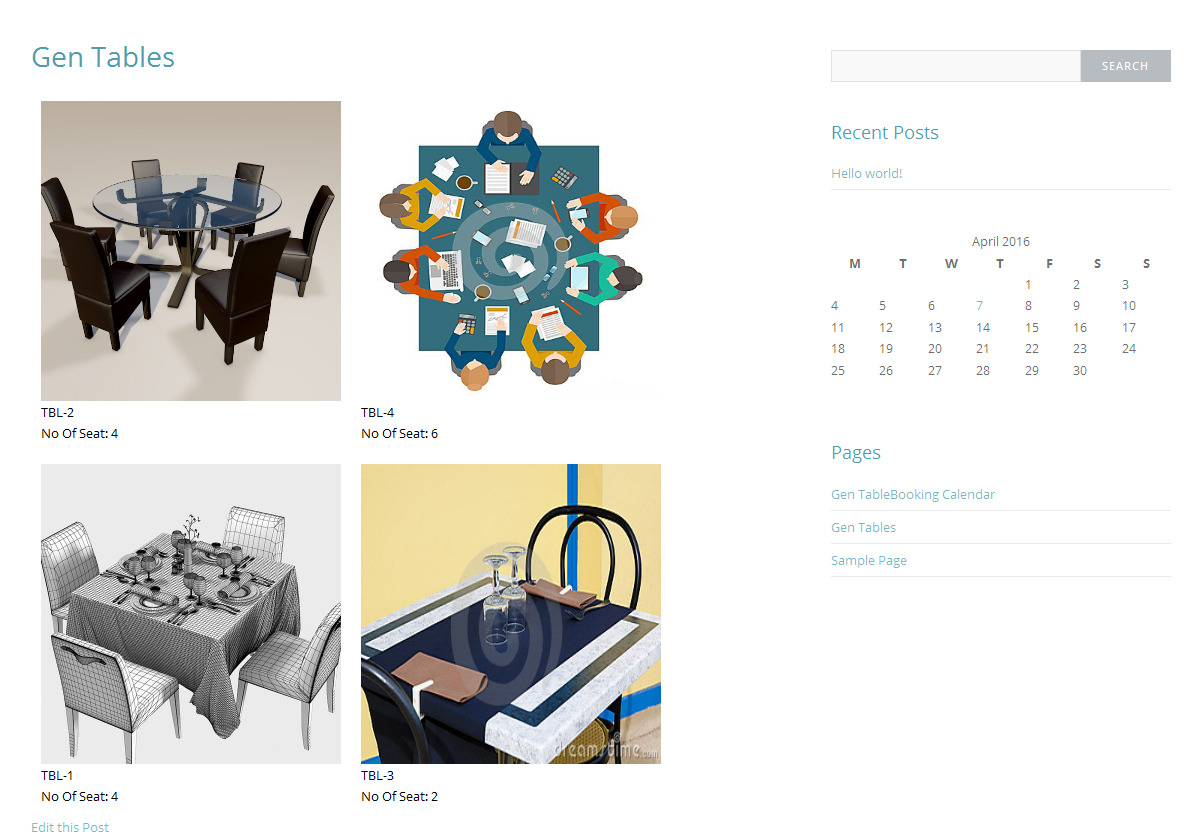 Gen Tables
TBL-2
No Of Seat: 4
TBL-4
No Of Seat: 6
TBL-1
No Of Seat: 4
dreamstime.com
TBL-3
No Of Seat: 2
Edit this Post
SEARCH
Recent Posts
Hello world!
April 2016
M T W T F S S
1 2 3
4 5 6 7 8 9 10
11 12 13 14 15 16 17
18 19 20 21 22 23 24
25 26 27 28 29 30
Pages
Gen TableBooking Calendar
Gen Tables
Sample Page